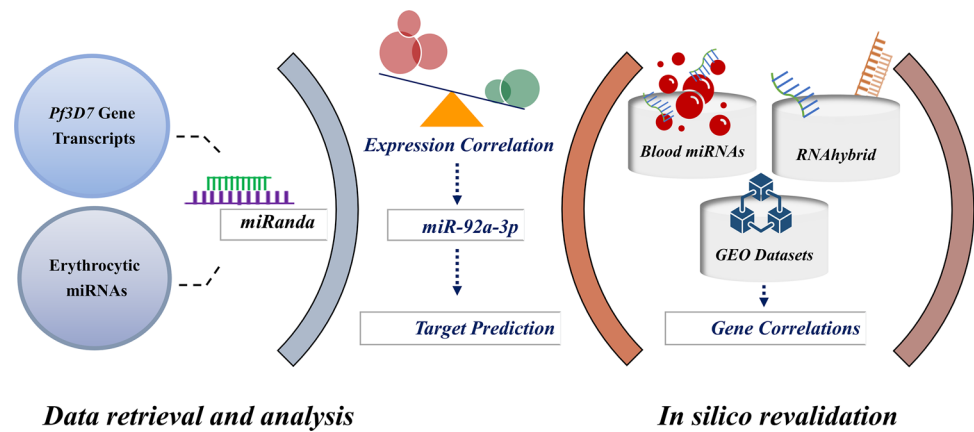 Pf3D7 Gene
Transcripts
Erythrocytic
miRNAs
miRanda
Expression Correlation
miR-92a-3p
Target Prediction
Blood miRNAs
RNAhybrid
GEO Datasets
Gene Correlations
Data retrieval and analysis
In silico revalidation